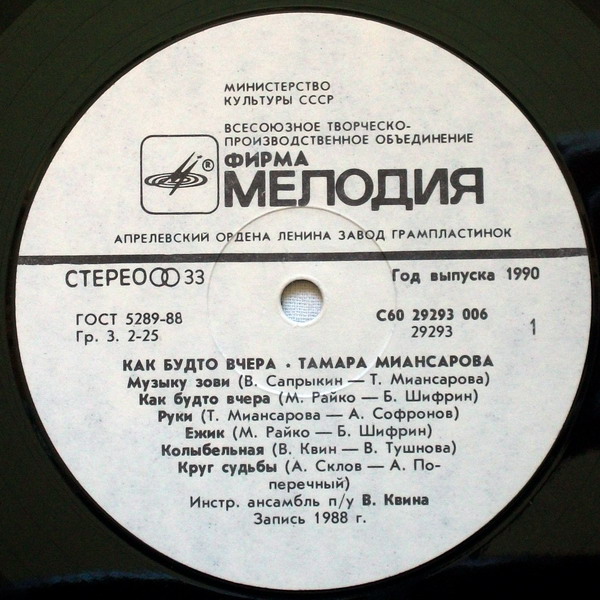 МИНИСТЕРСТВО
КУЛЬТУРЫ СССР
ВСЕСОЮЗНОЕ ТВОРЧЕСКО-
ПРОИЗВОДСТВЕННОЕ ОБЪЕДИНЕНИЕ
®
ФИРМА
МЕЛОДИЯ
АПРЕЛЕВСКИЙ ОРДЕНА ЛЕНИНА ЗАВОД ГРАМПЛАСТИНОК
СТЕРЕО 33
Год выпуска 1990
ГОСТ 5289-88
Гр. 3. 2-25
С60 29293 006
29293
1
КАК БУДТО ВЧЕРА • ТАМАРА МИАНСАРОВА
Музыку зови (В. Сапрыкин — Т. Миансарова)
Как будто вчера (М. Райко — Б. Шифрин)
Руки (Т. Миансарова — А. Софронов)
Ежик (М. Райко — Б. Шифрин)
Колыбельная (В. Квин — В. Тушнова)
Круг судьбы (А. Склов — А. По-
перечный)
Инстр. ансамбль п/у В. Квина
Запись 1988 г.